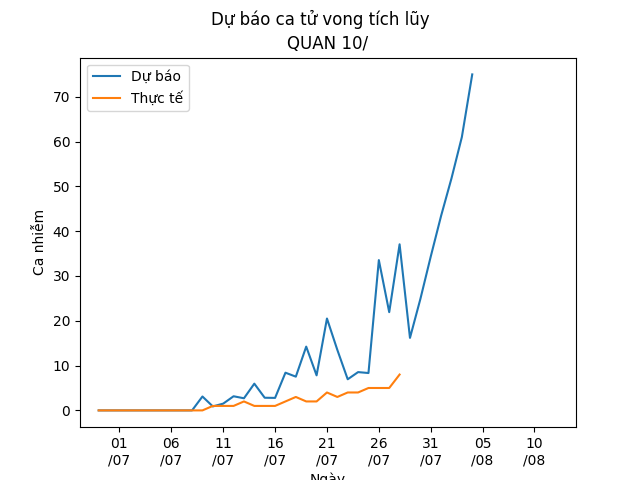 Dự báo ca tử vong tích lũy
QUAN 10/
Dự báo
Thực tế
Ca nhiễm
70
60
50
40
30
20
10
0
01 06 11 16 21 26 31 05 10
/07 /07 /07 /07 /07 /07 /07 /08 /08
Ngày